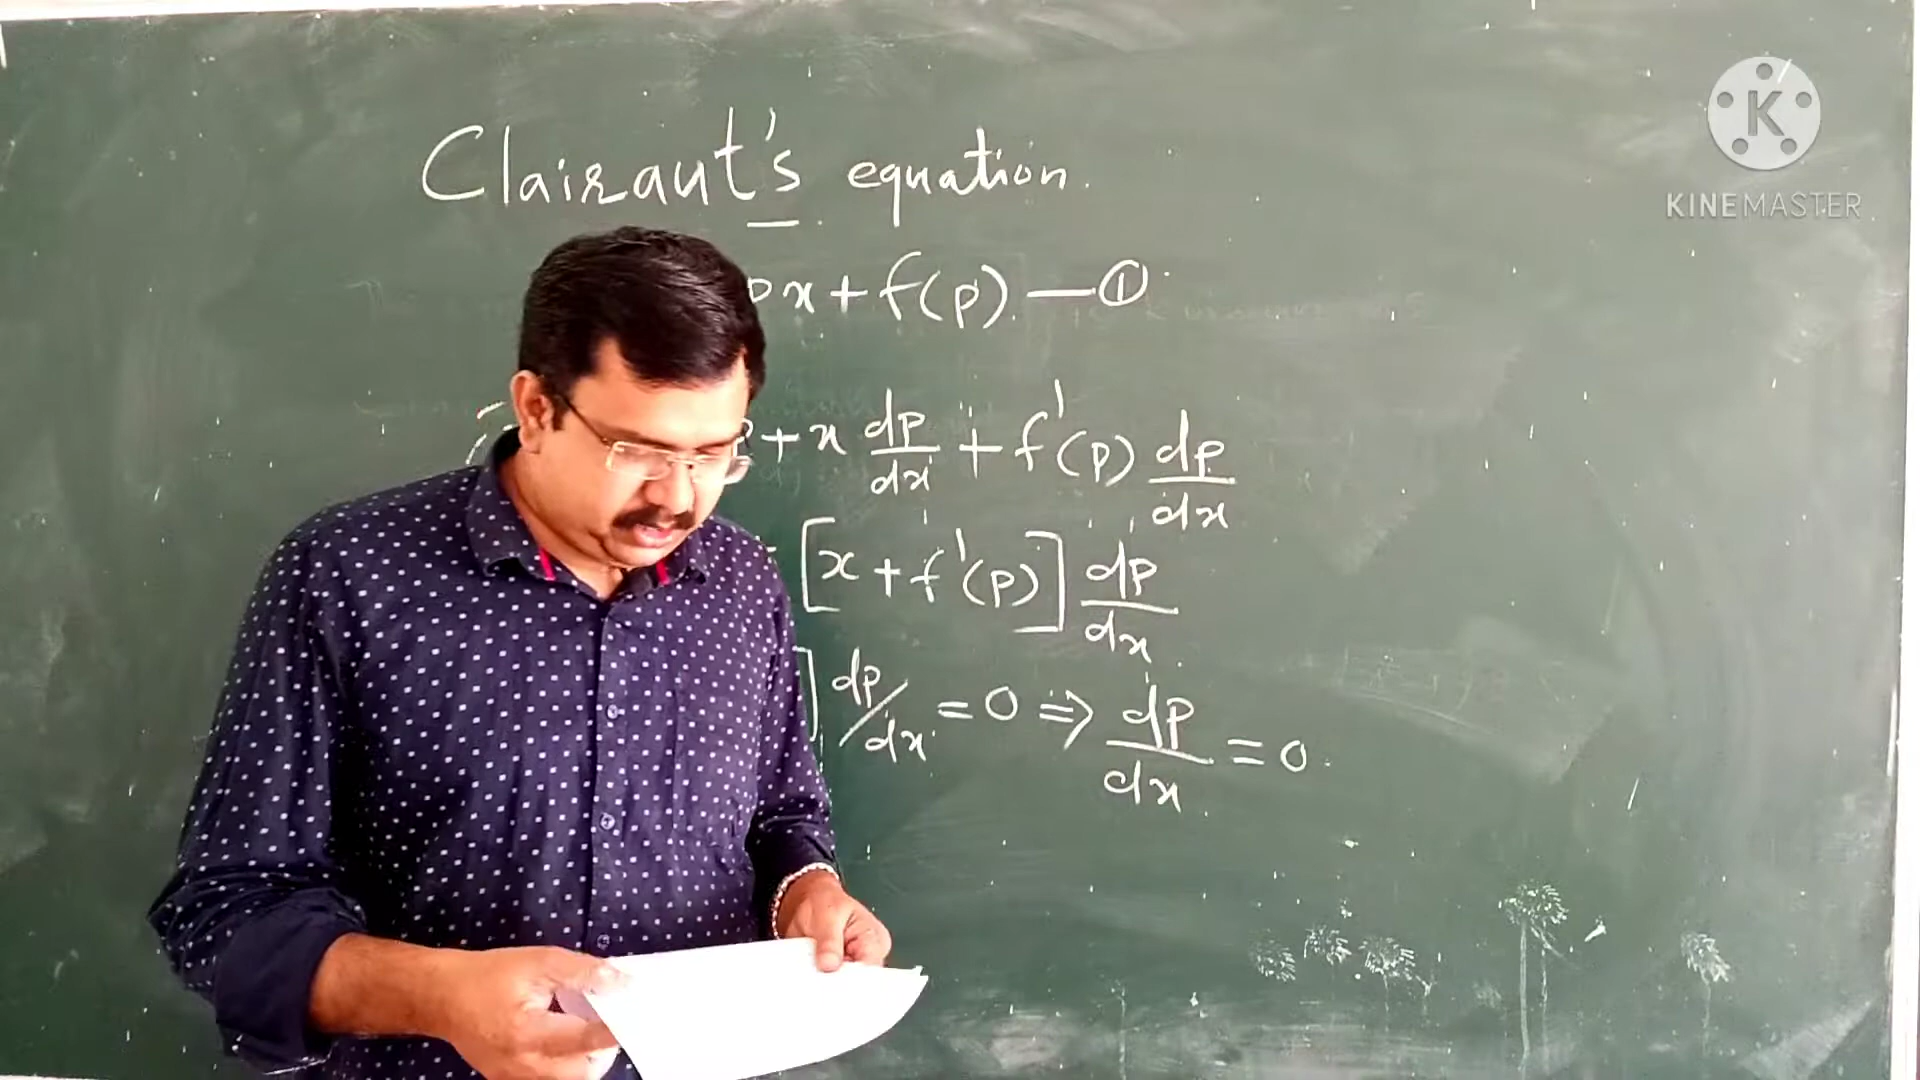 Clairaut's equation.
px + f(p) — ①
+ x dp/dx + f'(p) dp/dx
[x + f'(p)] dp/dx
] dp/dx = 0 ⇒ dp/dx = 0.
K
KINEMASTER